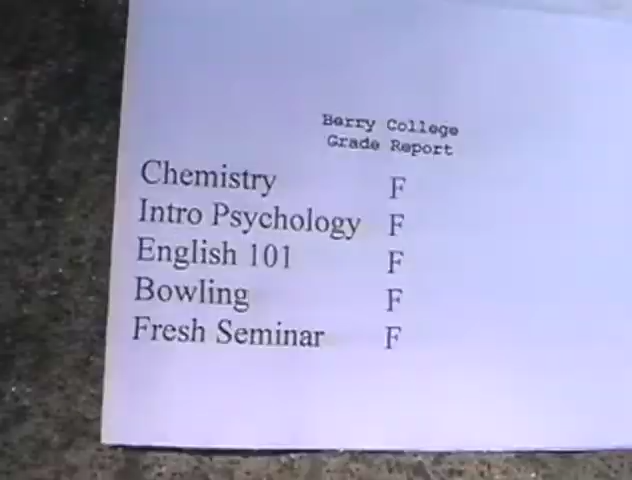 Berry College
Grade Report
Chemistry F
Intro Psychology F
English 101 F
Bowling F
Fresh Seminar F